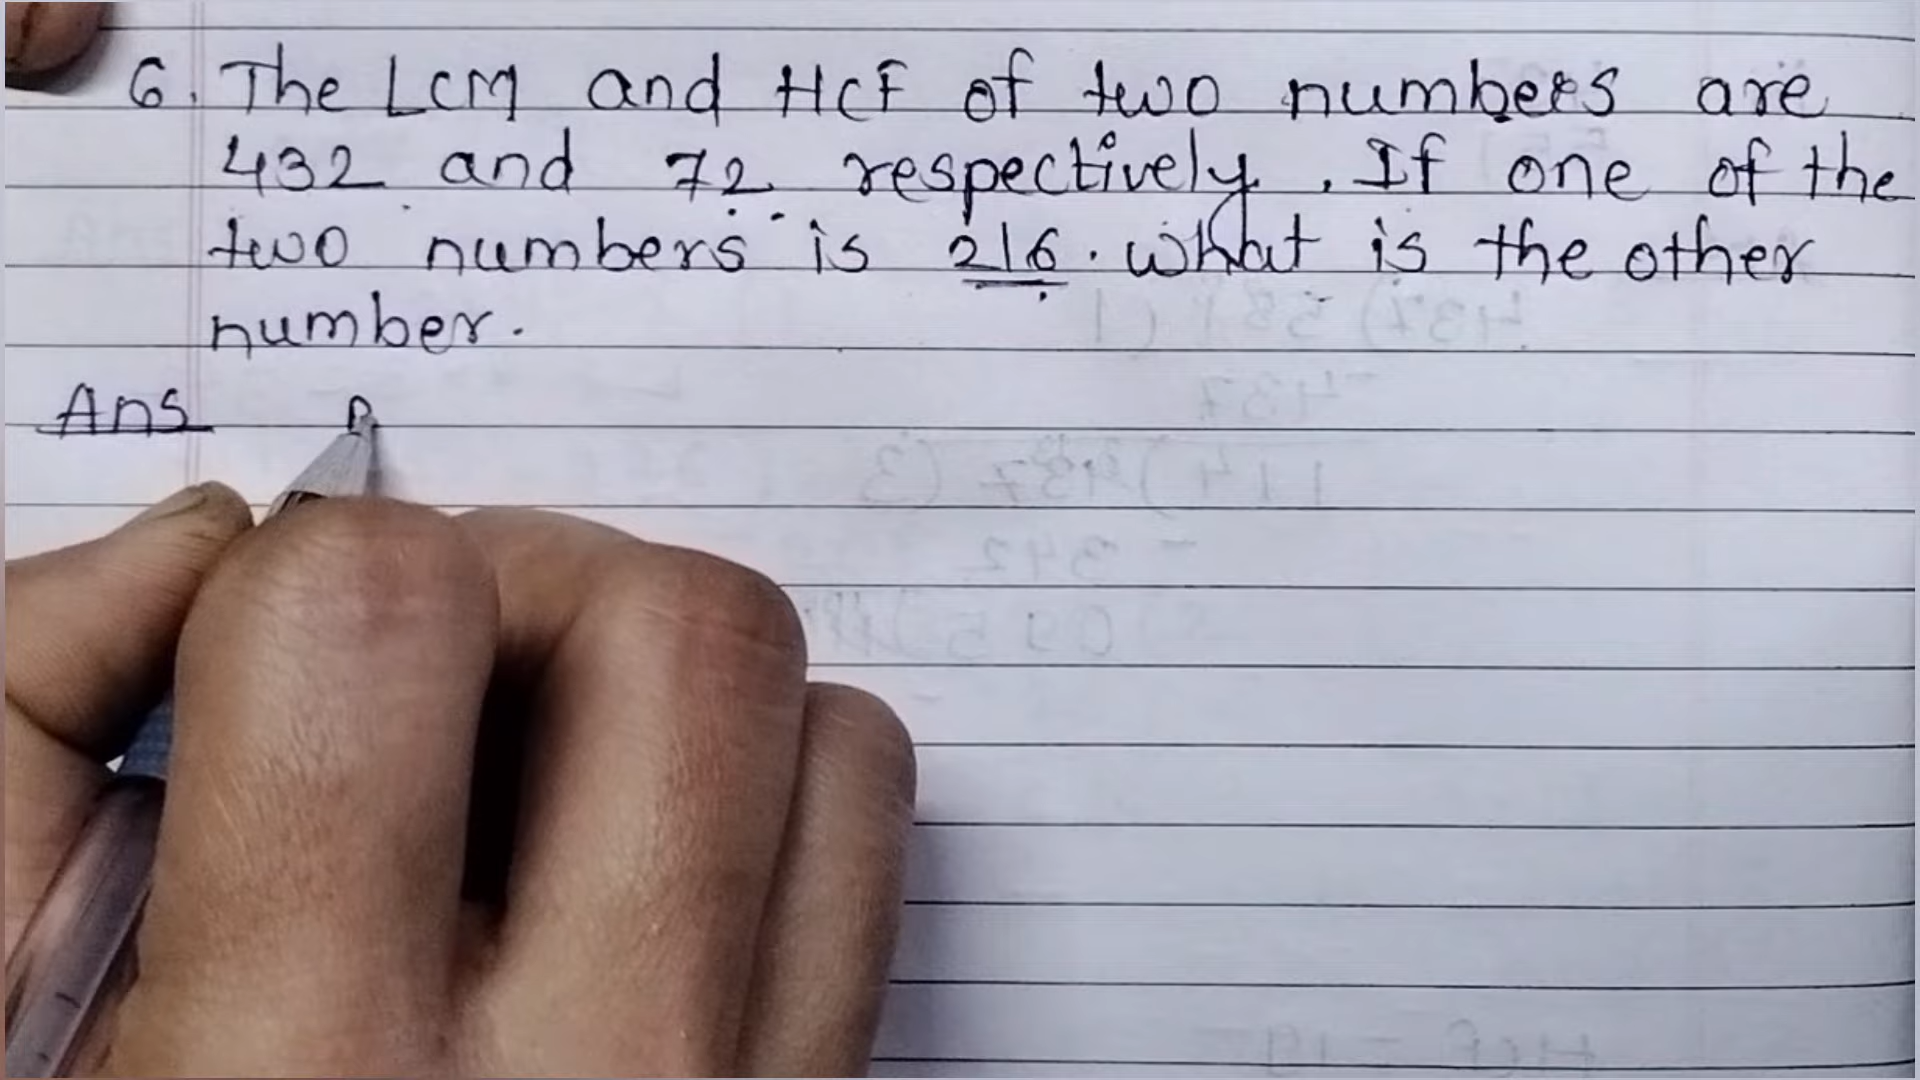 6. The LCM and HCF of two numbers are
432 and 72 respectively. If one of the
two numbers is 216. What is the other
number.
Ans